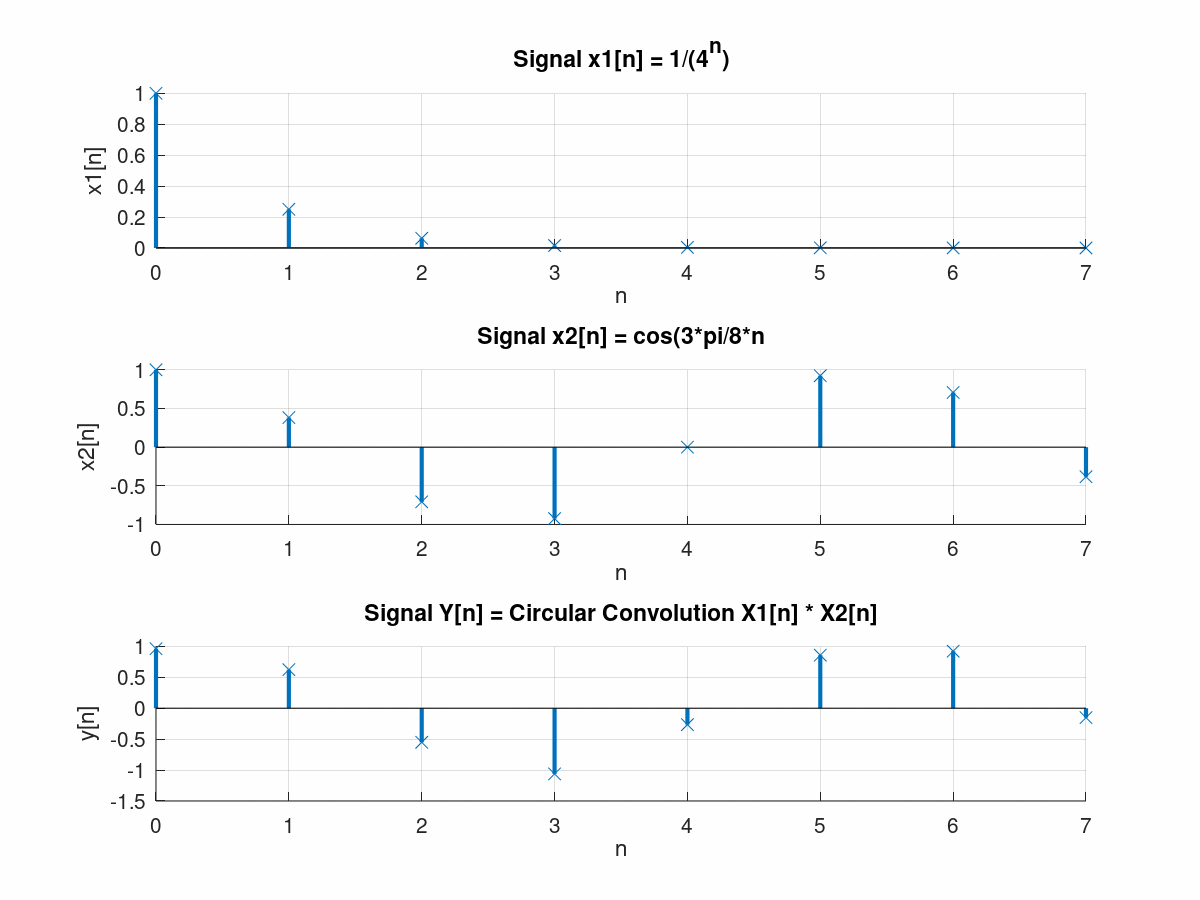 Signal x1[n] = 1/(4^n)
1
0.8
0.6
0.4
0.2
0
x1[n]
0 1 2 3 4 5 6 7
n
Signal x2[n] = cos(3*pi/8*n
1
0.5
0
-0.5
-1
x2[n]
0 1 2 3 4 5 6 7
n
Signal Y[n] = Circular Convolution X1[n] * X2[n]
1
0.5
0
-0.5
-1
-1.5
y[n]
0 1 2 3 4 5 6 7
n